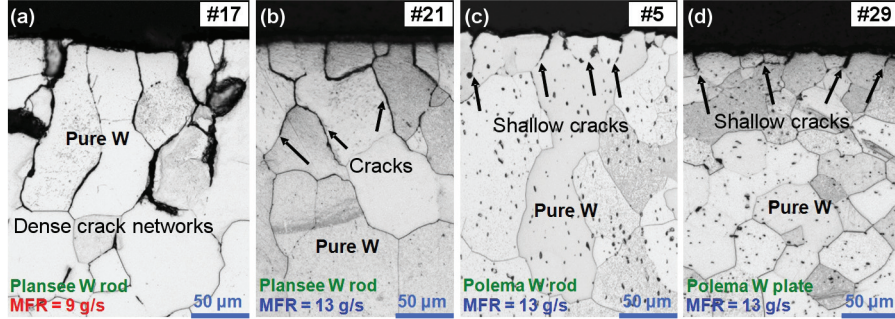 (a)
#17
Pure W
Dense crack networks
Plansee W rod
MFR = 9 g/s
50 µm
(b)
#21
Cracks
Pure W
Plansee W rod
MFR = 13 g/s
50 µm
(c)
#5
Shallow cracks
Pure W
Polema W rod
MFR = 13 g/s
50 µm
(d)
#29
Shallow cracks
Pure W
Polema W plate
MFR = 13 g/s
50 µm